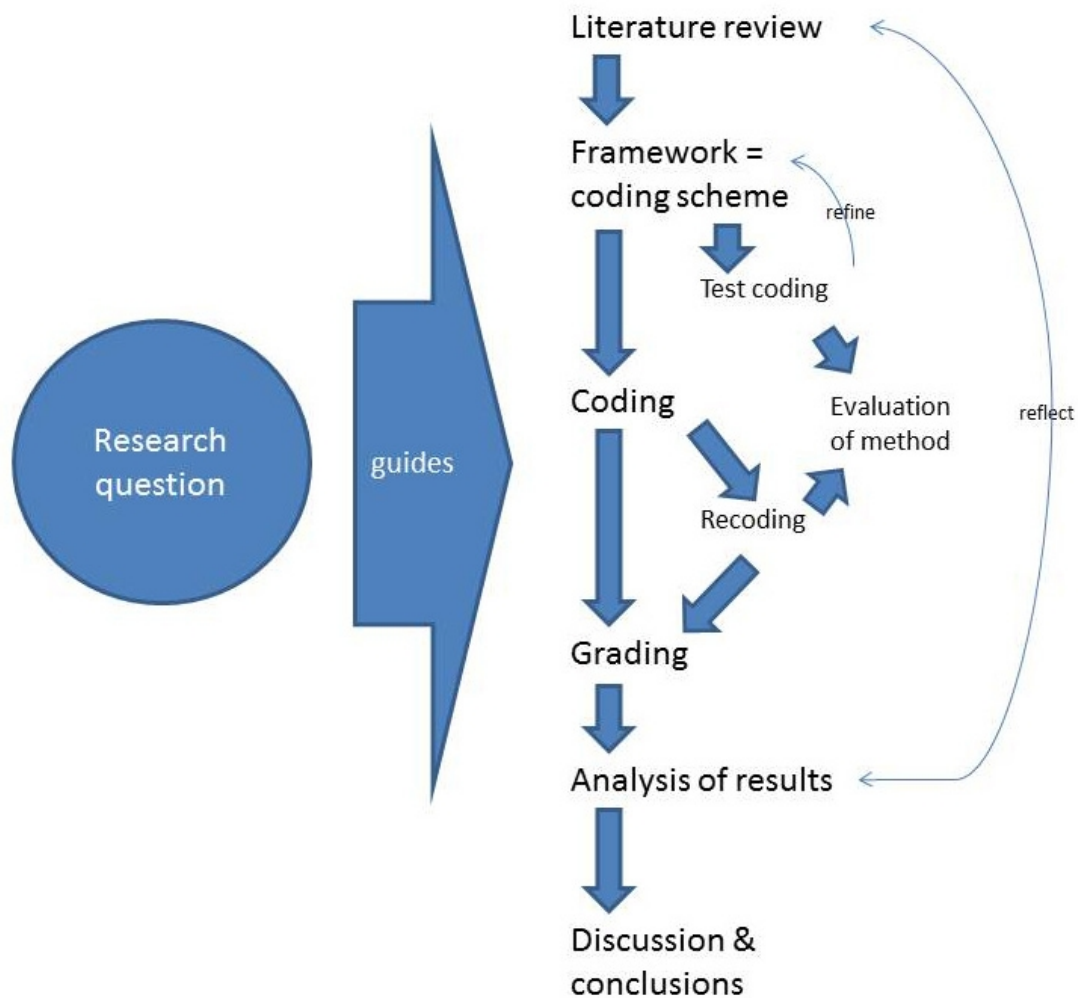 Research
question
guides
Literature review
Framework =
coding scheme
refine
Test coding
Coding
Evaluation
of method
reflect
Recoding
Grading
Analysis of results
Discussion &
conclusions